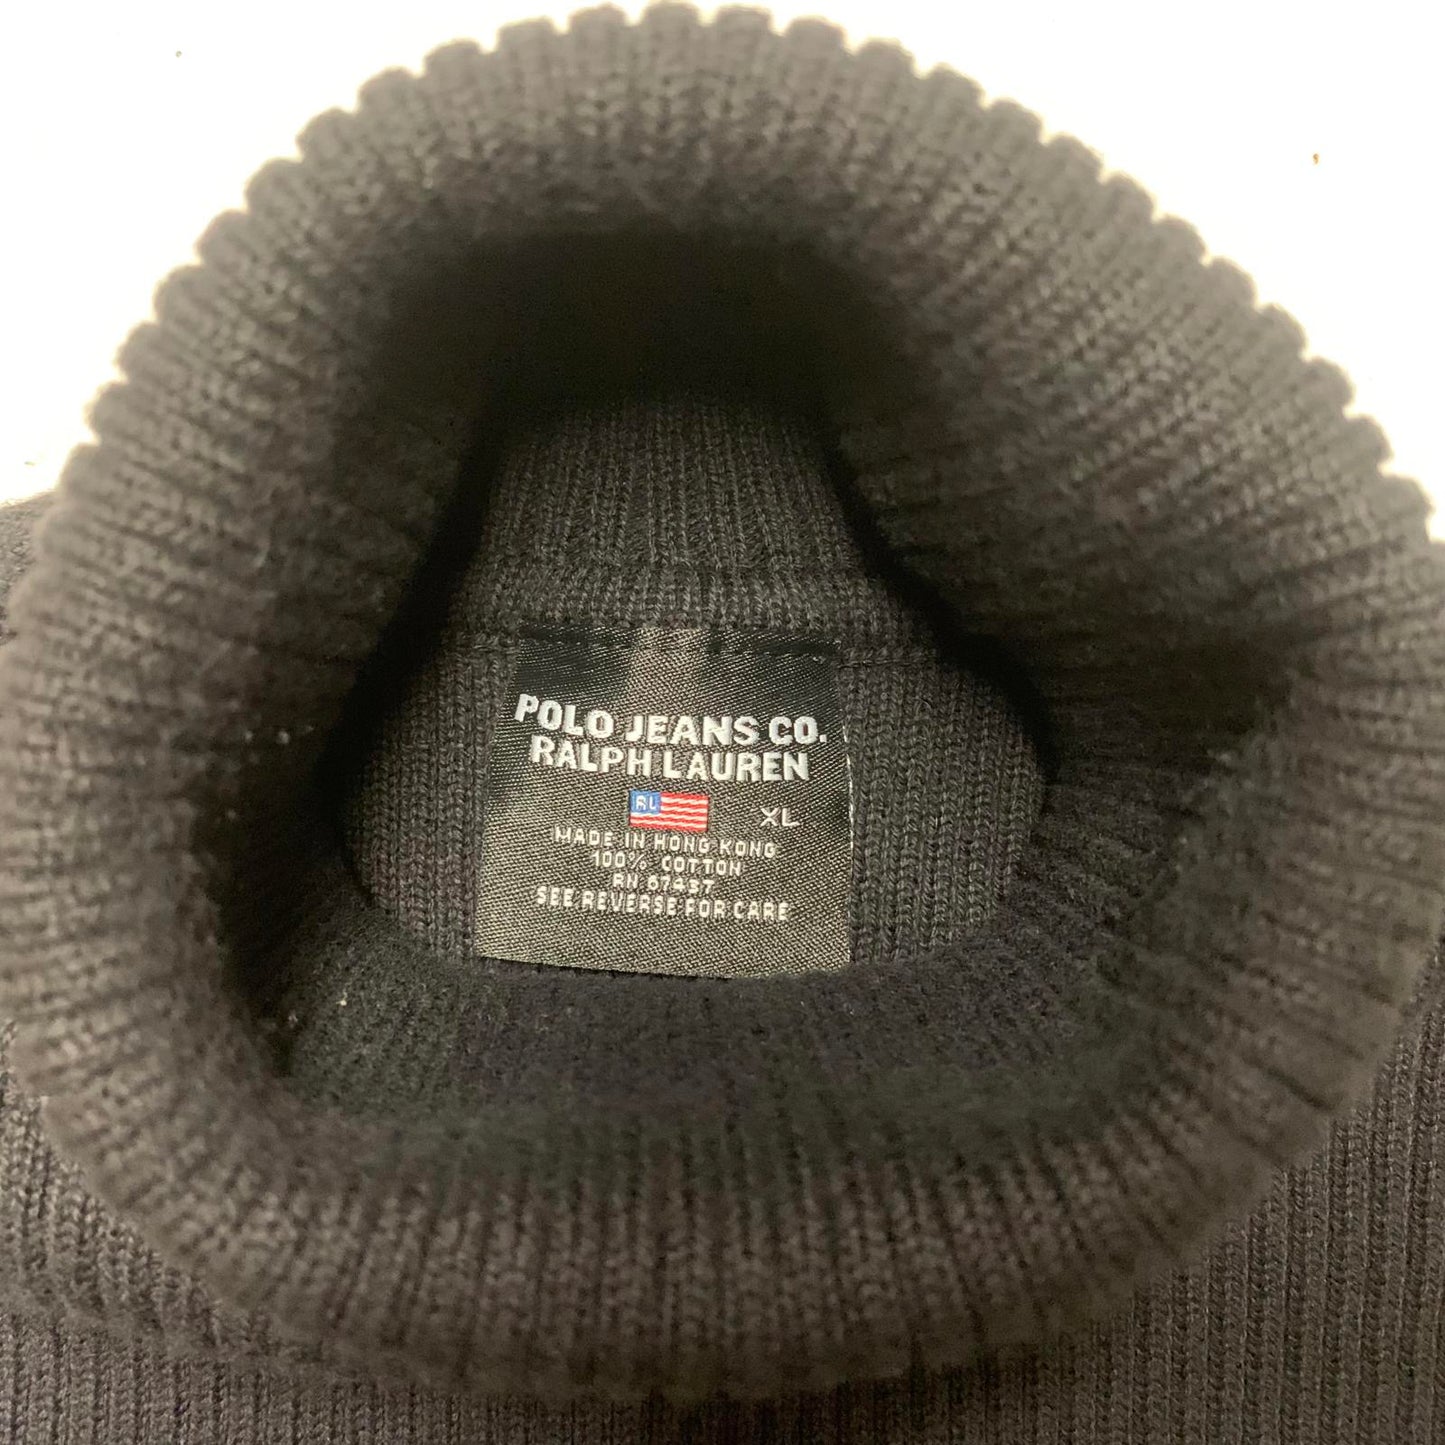 POLO JEANS CO.
RALPH LAUREN
RL XL
MADE IN HONG KONG
100% COTTON
RN 67437
SEE REVERSE FOR CARE